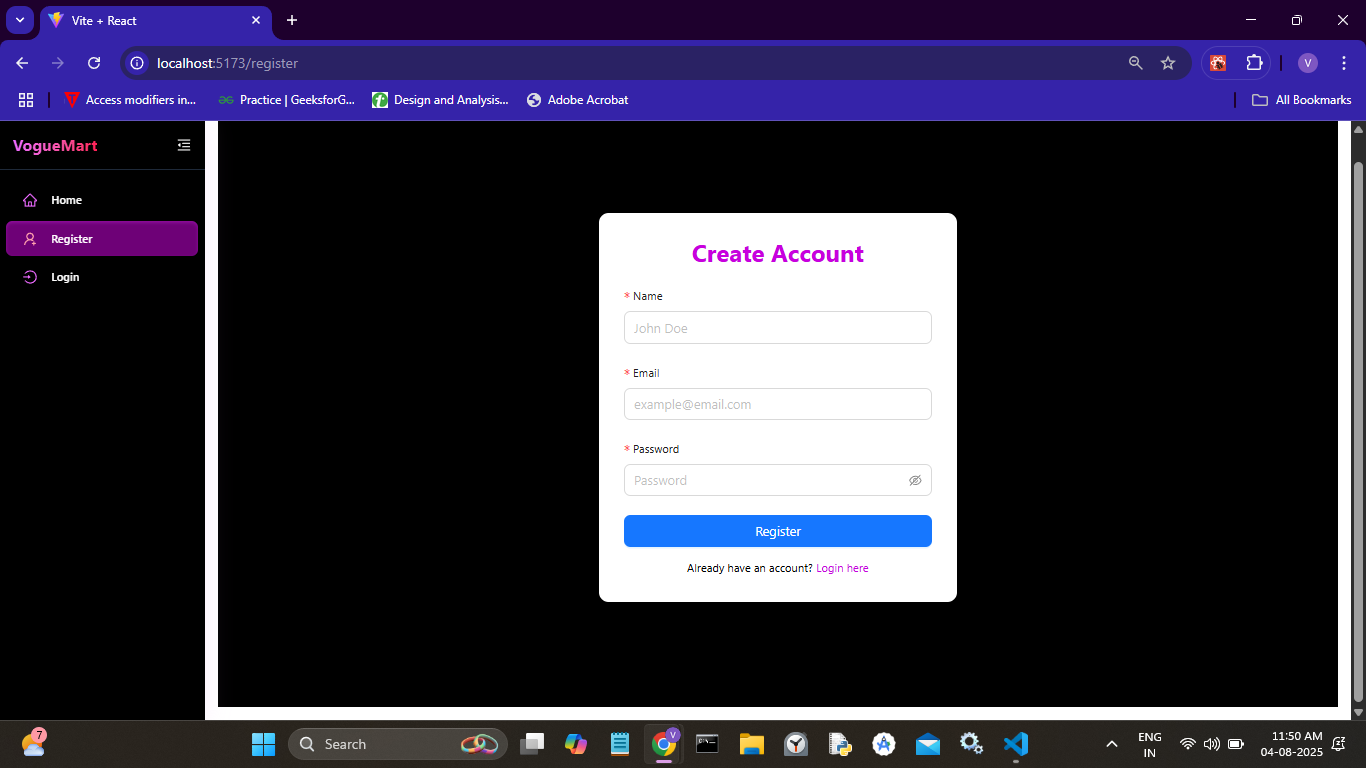 Vite + React
localhost:5173/register
Access modifiers in...
Practice | GeeksforG...
Design and Analysis...
Adobe Acrobat
All Bookmarks
V
VogueMart
Home
Register
Login
Create Account
* Name
John Doe
* Email
example@email.com
* Password
Password
Register
Already have an account? Login here
7
Search
V
ENG
IN
11:50 AM
04-08-2025